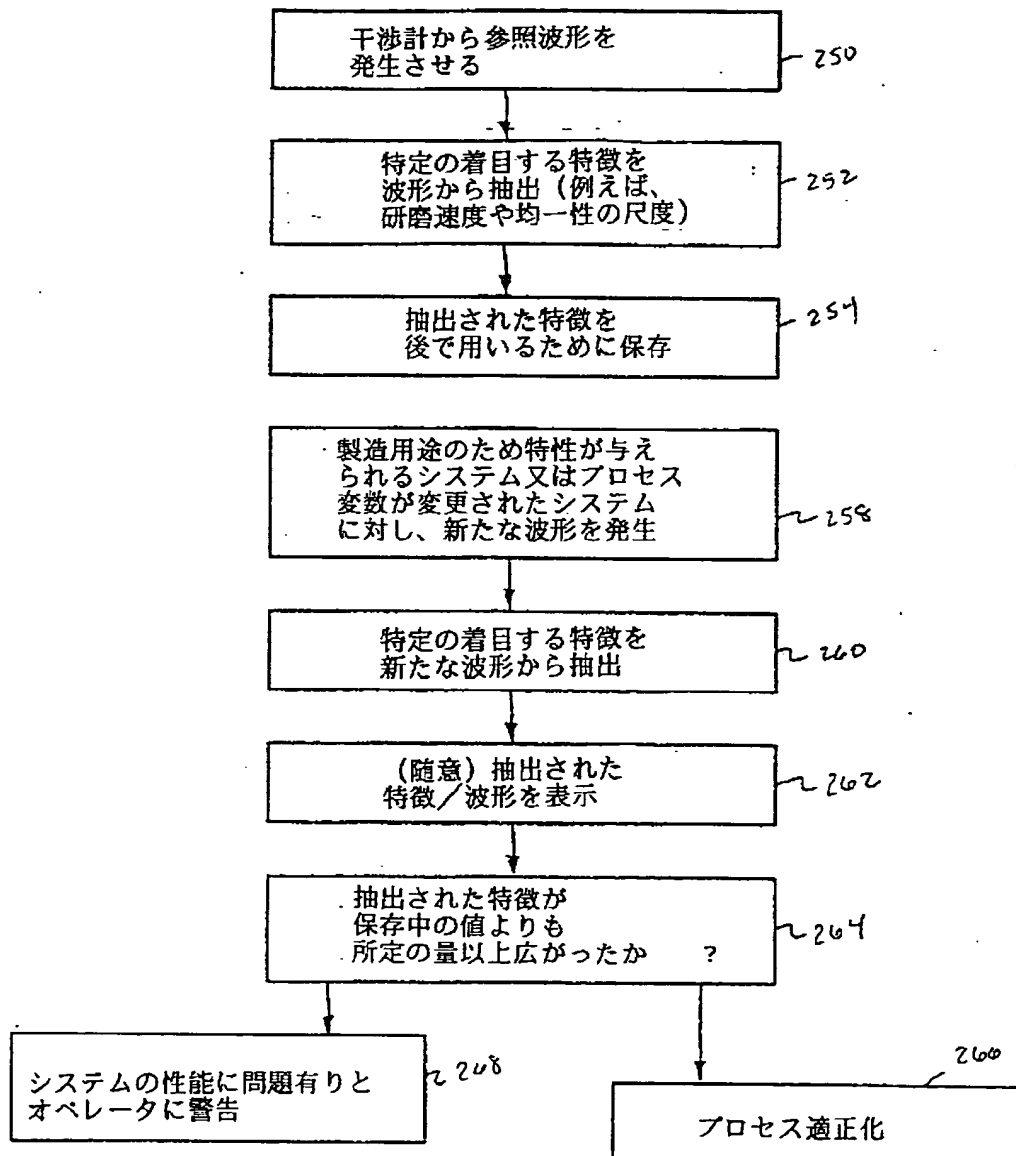 干渉計から参照波形を
発生させる
250
特定の着目する特徴を
波形から抽出（例えば、
研磨速度や均一性の尺度）
252
抽出された特徴を
後で用いるために保存
254
製造用途のため特性が与え
られるシステム又はプロセス
変数が変更されたシステム
に対し、新たな波形を発生
258
特定の着目する特徴を
新たな波形から抽出
260
（随意）抽出された
特徴／波形を表示
262
抽出された特徴が
保存中の値よりも
所定の量以上広がったか　？
264
システムの性能に問題有りと
オペレータに警告
268
266
プロセス適正化